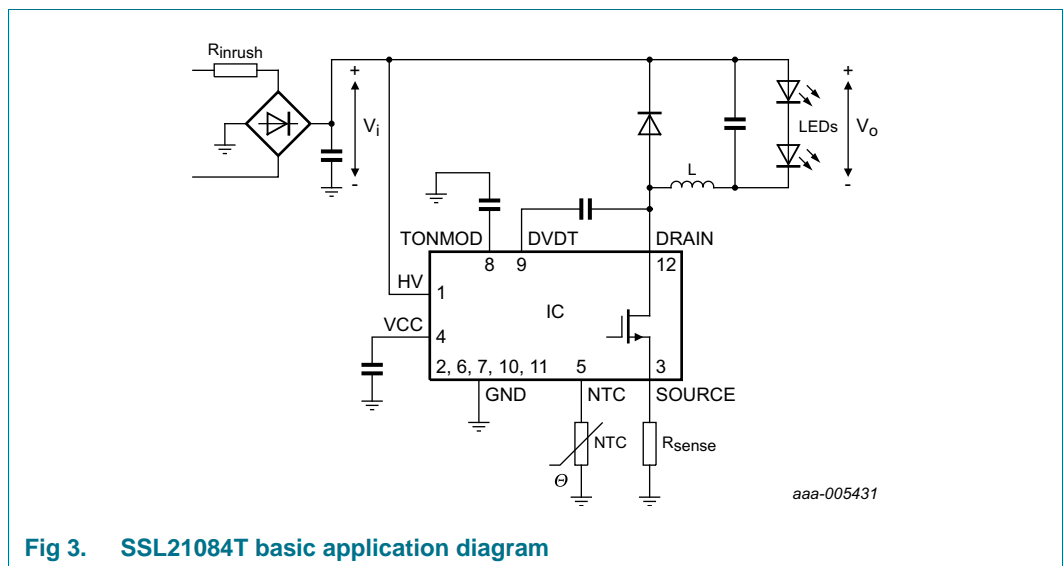 Rinrush
+
Vi
-
+
LEDs
Vo
-
L
TONMOD
DVDT
DRAIN
8
9
12
HV
1
IC
VCC
4
2, 6, 7, 10, 11
5
3
GND
NTC
SOURCE
NTC
Rsense
Θ
aaa-005431
Fig 3. SSL21084T basic application diagram